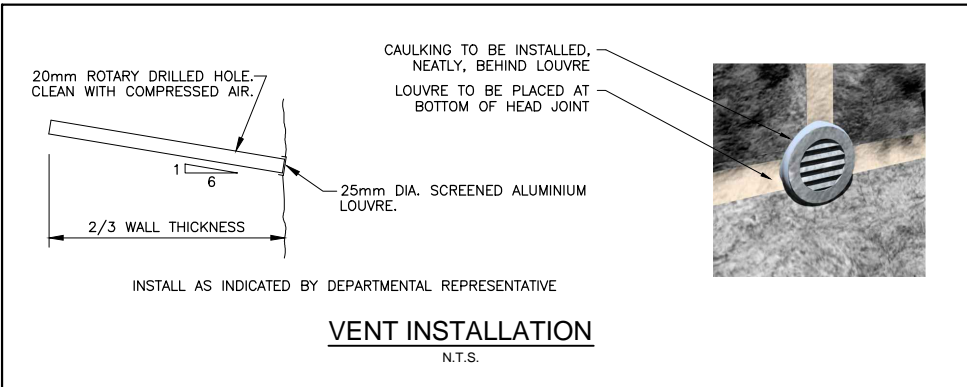 20mm ROTARY DRILLED HOLE.
CLEAN WITH COMPRESSED AIR.
1
6
25mm DIA. SCREENED ALUMINIUM
LOUVRE.
2/3 WALL THICKNESS
CAULKING TO BE INSTALLED,
NEATLY, BEHIND LOUVRE
LOUVRE TO BE PLACED AT
BOTTOM OF HEAD JOINT
INSTALL AS INDICATED BY DEPARTMENTAL REPRESENTATIVE
VENT INSTALLATION
N.T.S.